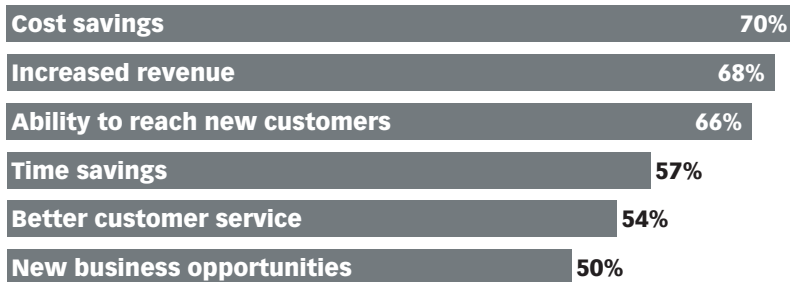 Cost savings 70%
Increased revenue 68%
Ability to reach new customers 66%
Time savings 57%
Better customer service 54%
New business opportunities 50%